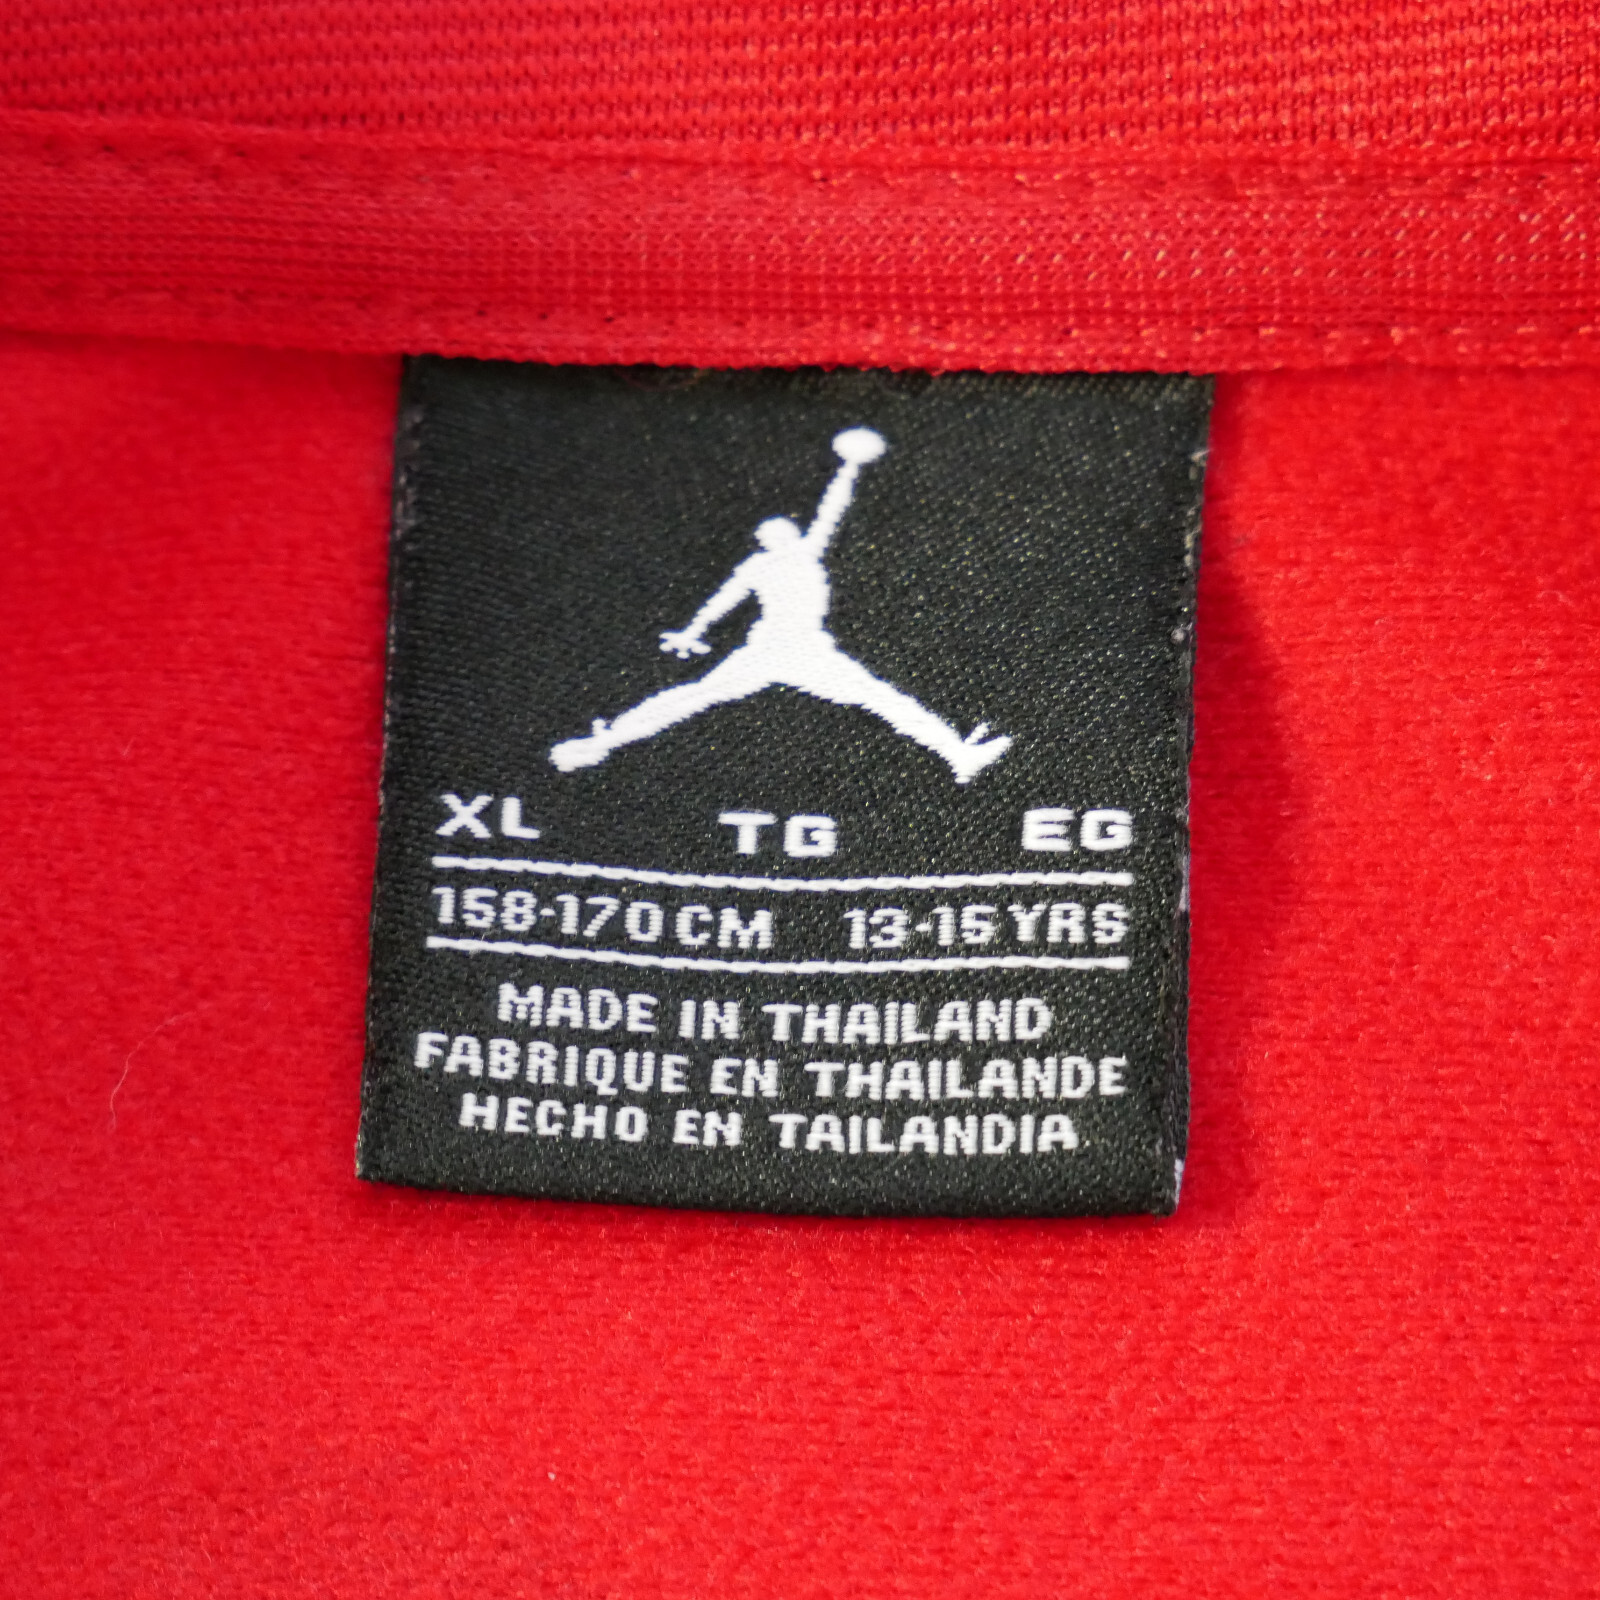 XL TG EG
158-170 CM 13-15 YRS
MADE IN THAILAND
FABRIQUE EN THAILANDE
HECHO EN TAILANDIA